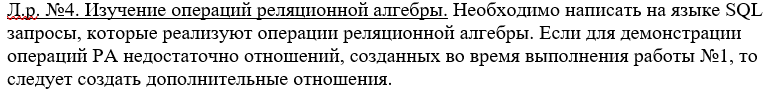 Л.р. №4. Изучение операций реляционной алгебры. Необходимо написать на языке SQL
запросы, которые реализуют операции реляционной алгебры. Если для демонстрации
операций РА недостаточно отношений, созданных во время выполнения работы №1, то
следует создать дополнительные отношения.